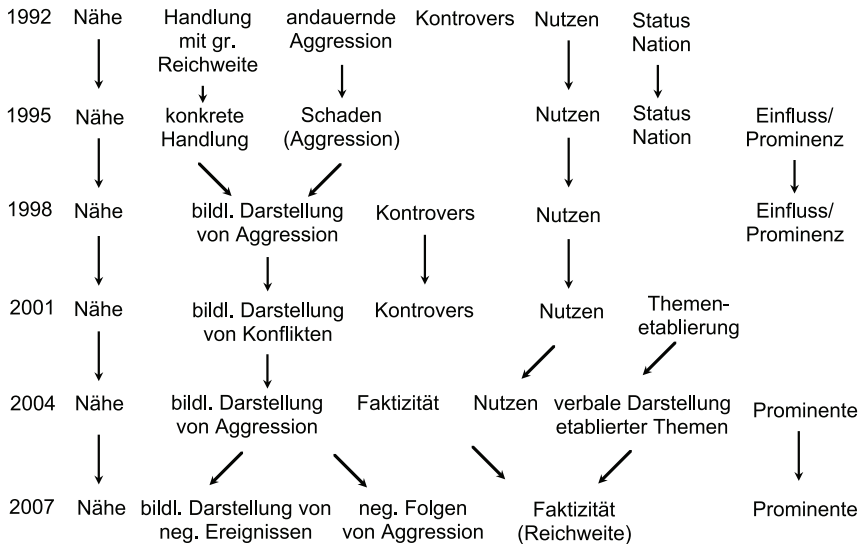 1992 Nähe Handlung andauernde Kontrovers Nutzen Status
mit gr. Aggression Nation
Reichweite
1995 Nähe konkrete Schaden Nutzen Status Einfluss/
Handlung (Aggression) Nation Prominenz
1998 Nähe bildl. Darstellung Kontrovers Nutzen Einfluss/
von Aggression Prominenz
2001 Nähe bildl. Darstellung Kontrovers Nutzen Themen-
von Konflikten etablierung
2004 Nähe bildl. Darstellung Faktizität Nutzen verbale Darstellung Prominente
von Aggression etablierter Themen
2007 Nähe bildl. Darstellung von neg. Folgen Faktizität Prominente
neg. Ereignissen von Aggression (Reichweite)